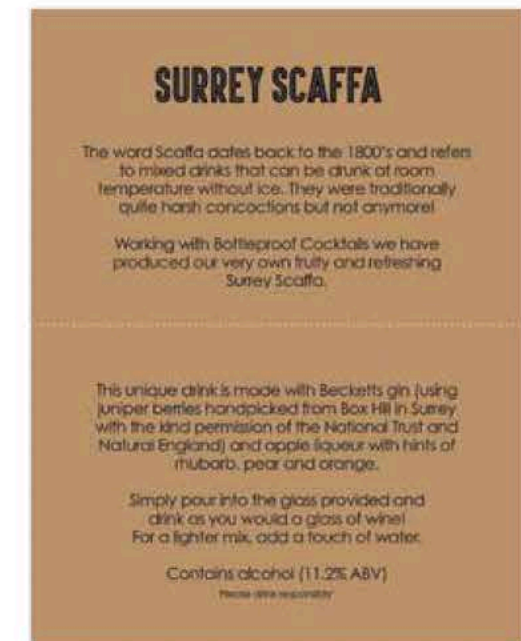 SURREY SCAFFA
The word Scaffa dates back to the 1800's and refers
to mixed drinks that can be drunk at room
temperature without ice. They were traditionally
quite harsh concoctions but not anymore!
Working with Bottleproof Cocktails we have
produced our very own fruity and refreshing
Surrey Scaffa.
This unique drink is made with Becketts gin (using
juniper berries handpicked from Box Hill in Surrey
with the kind permission of the National Trust and
Natural England) and apple liqueur with hints of
rhubarb, pear and orange.
Simply pour into the glass provided and
drink as you would a glass of wine!
For a lighter mix, add a touch of water.
Contains alcohol (11.2% ABV)
Please drink responsibly